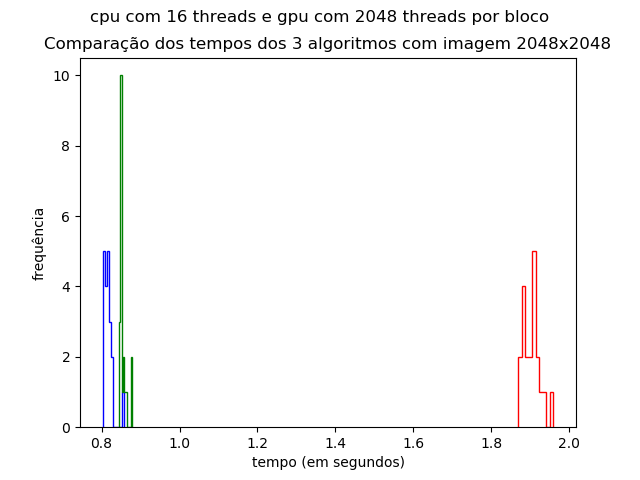 cpu com 16 threads e gpu com 2048 threads por bloco
Comparação dos tempos dos 3 algoritmos com imagem 2048x2048
10
8
6
4
2
0
frequência
0.8 1.0 1.2 1.4 1.6 1.8 2.0
tempo (em segundos)